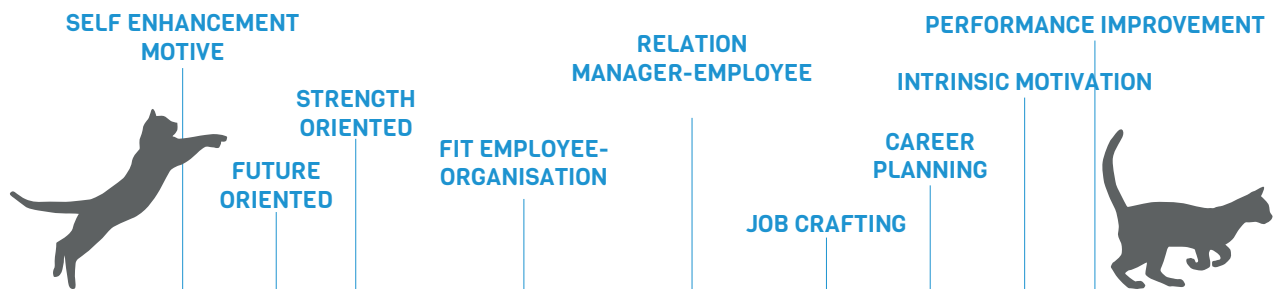 SELF ENHANCEMENT
MOTIVE
FUTURE
ORIENTED
STRENGTH
ORIENTED
FIT EMPLOYEE-
ORGANISATION
RELATION
MANAGER-EMPLOYEE
JOB CRAFTING
CAREER
PLANNING
INTRINSIC MOTIVATION
PERFORMANCE IMPROVEMENT